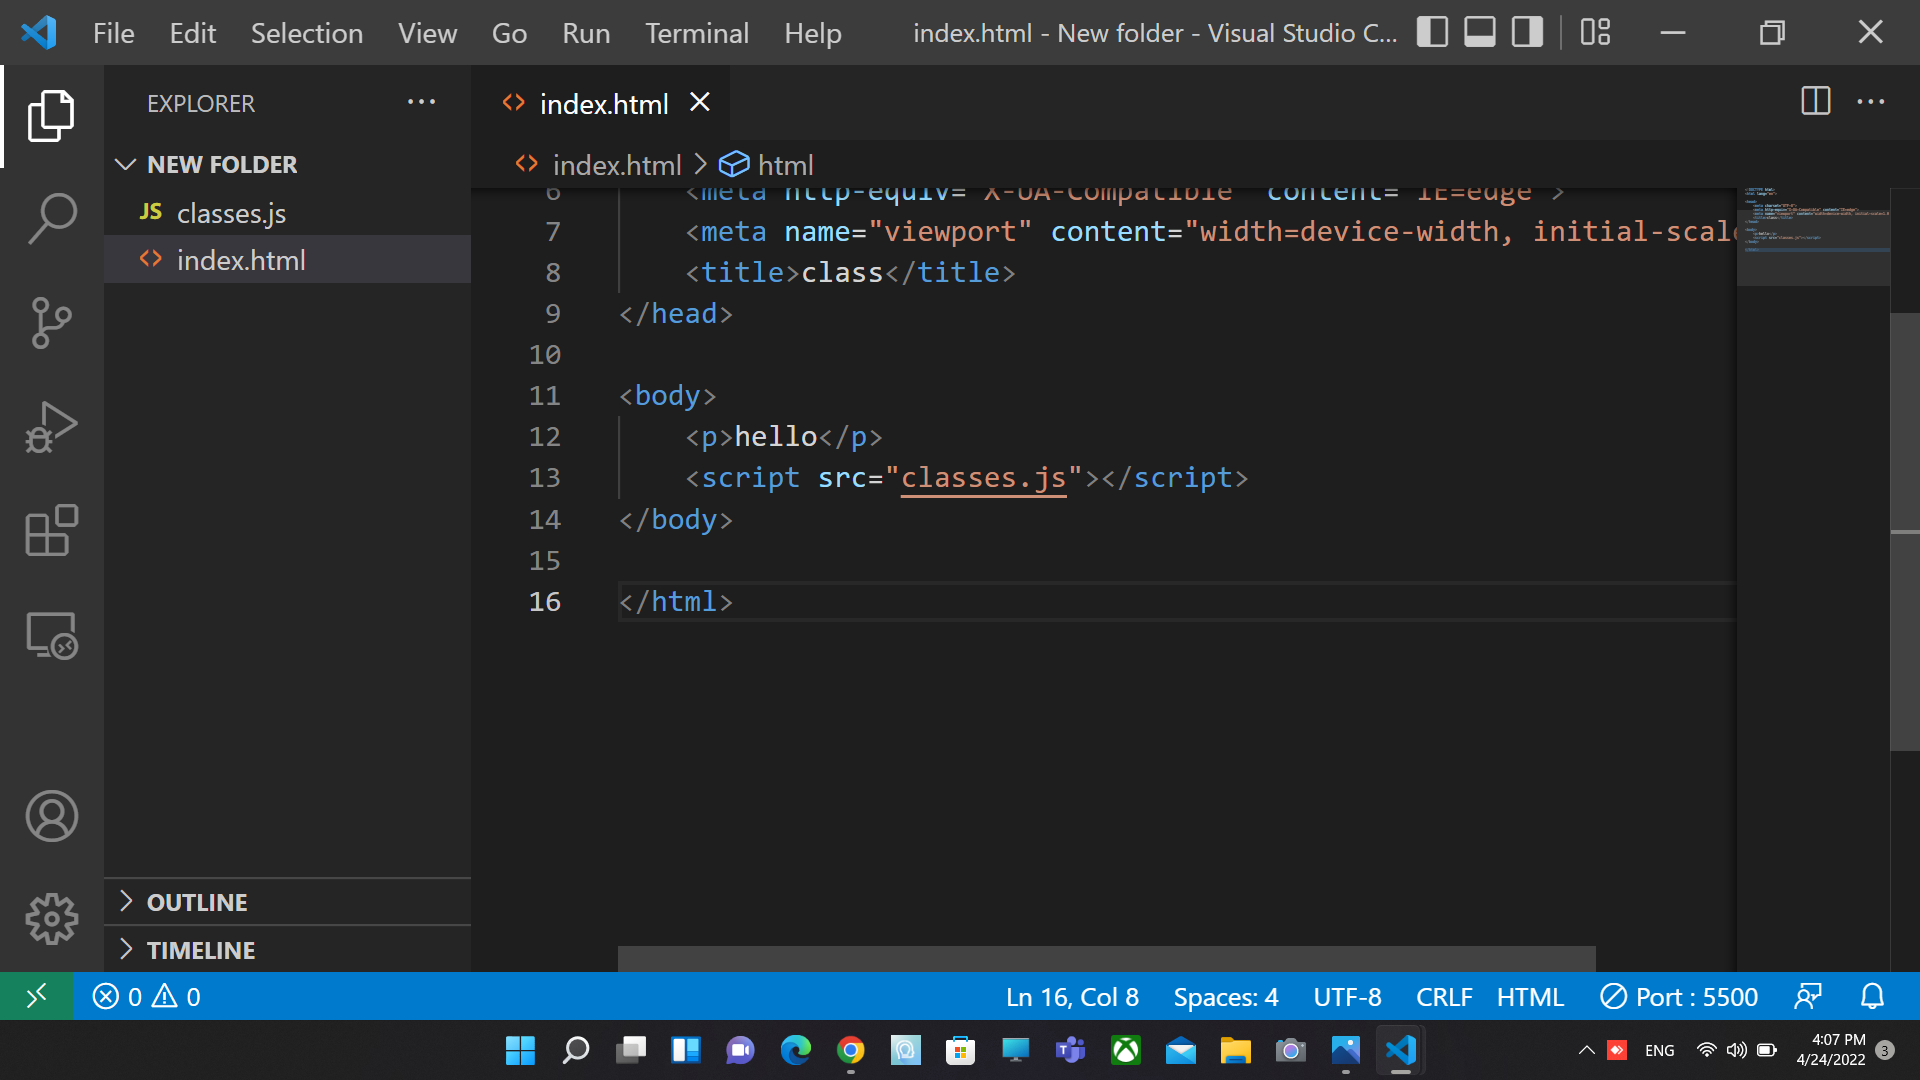 File Edit Selection View Go Run Terminal Help index.html - New folder - Visual Studio C...
EXPLORER
NEW FOLDER
JS classes.js
index.html
OUTLINE
TIMELINE
index.html
index.html > html
6 <meta http-equiv="X-UA-Compatible" content="IE=edge">
7 <meta name="viewport" content="width=device-width, initial-scale
8 <title>class</title>
9 </head>
10
11 <body>
12 <p>hello</p>
13 <script src="classes.js"></script>
14 </body>
15
16 </html>
0 0 Ln 16, Col 8 Spaces: 4 UTF-8 CRLF HTML Port : 5500
ENG 4:07 PM
4/24/2022 3